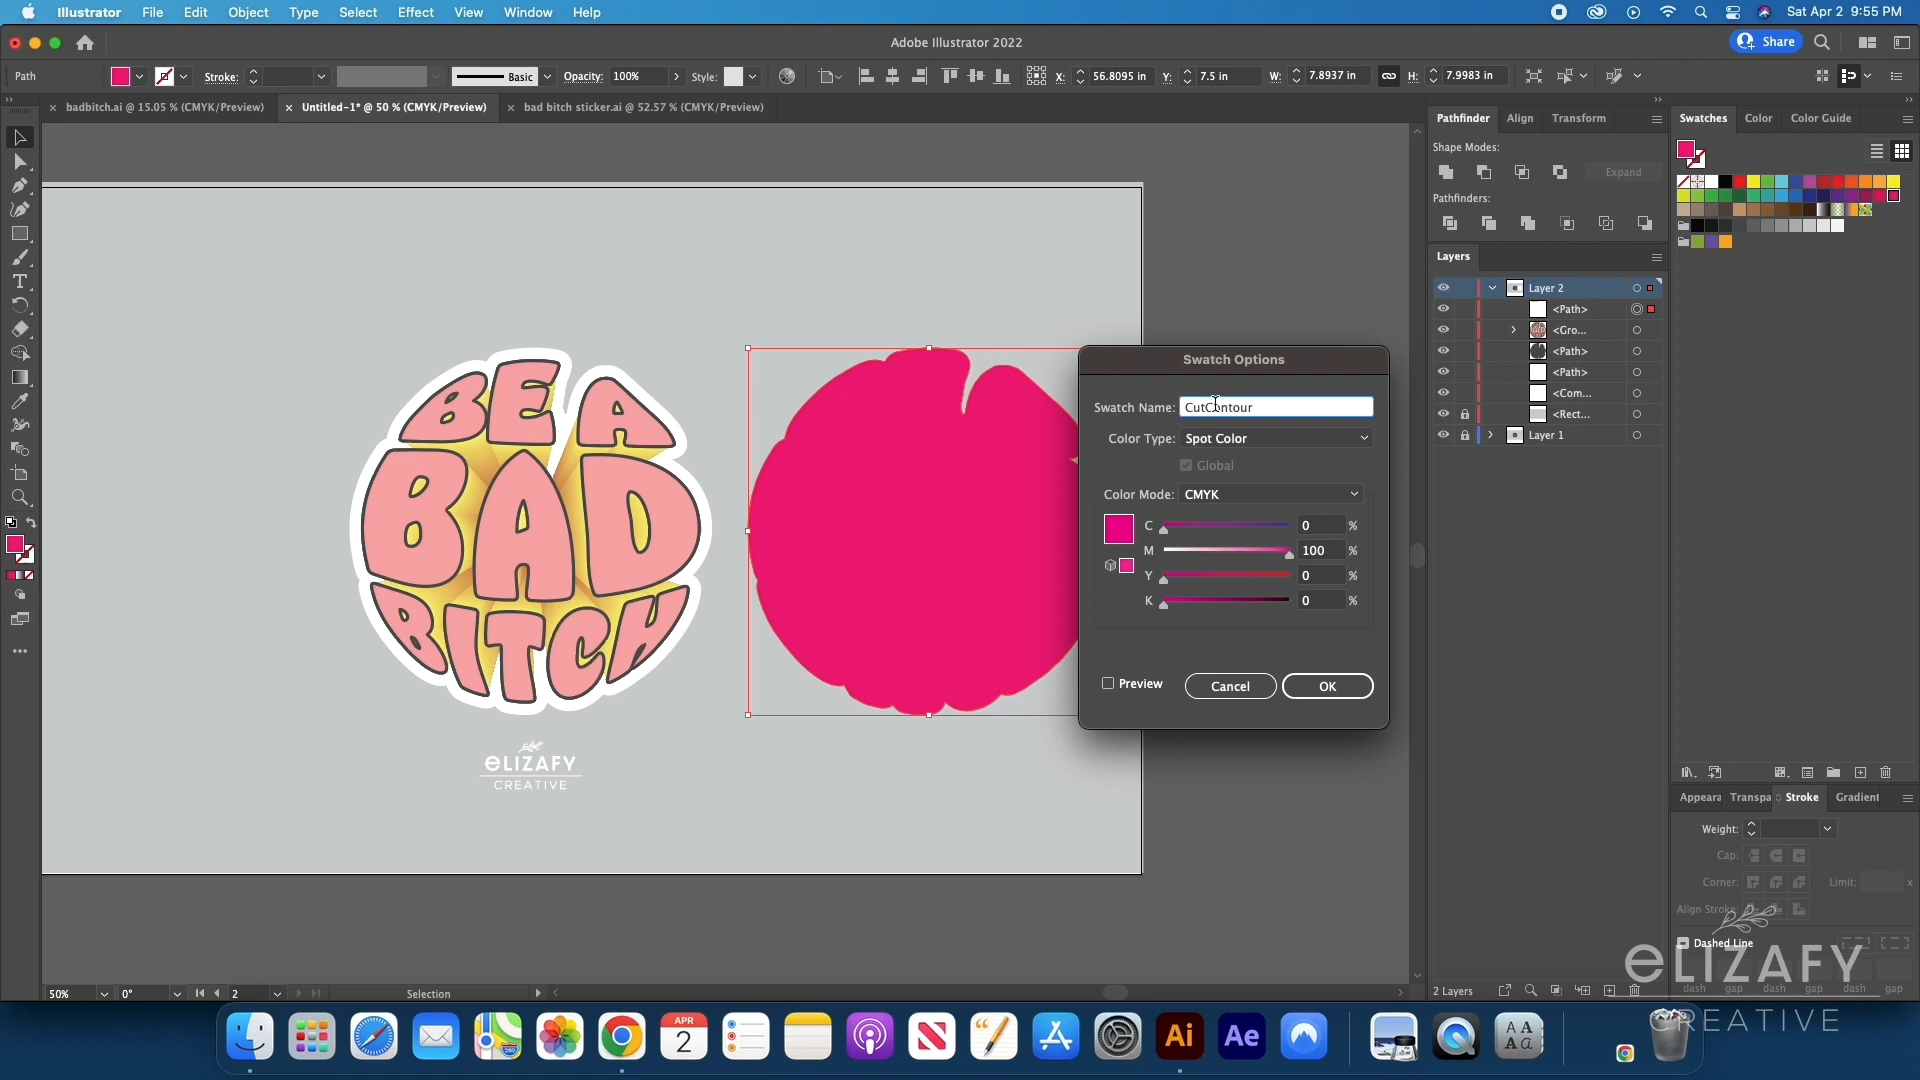 Illustrator File Edit Object Type Select Effect View Window Help
Sat Apr 2 9:55 PM
Adobe Illustrator 2022
Share
Path
Stroke:
Basic
Opacity: 100%
Style:
X: 56.8095 in
Y: 7.5 in
W: 7.8937 in
H: 7.9983 in
badbitch.ai @ 15.05 % (CMYK/Preview)
Untitled-1* @ 50 % (CMYK/Preview)
bad bitch sticker.ai @ 52.57 % (CMYK/Preview)
Pathfinder Align Transform
Shape Modes:
Expand
Pathfinders:
Layers
Layer 2
<Path>
<Gro...
<Path>
<Path>
<Com...
<Rect...
Layer 1
2 Layers
Swatches Color Color Guide
BE A
BAD
BITCH
eLIZAFY
CREATIVE
Swatch Options
Swatch Name: CutContour
Color Type: Spot Color
Global
Color Mode: CMYK
C 0 %
M 100 %
Y 0 %
K 0 %
Preview
Cancel
OK
Appeara Transpa Stroke Gradient
Weight:
Cap:
Corner:
Limit:
x
Align Stroke:
Dashed Line
dash gap dash gap dash gap
eLIZAFY
CREATIVE
50%
0°
2
Selection
APR
2
Ai
Ae